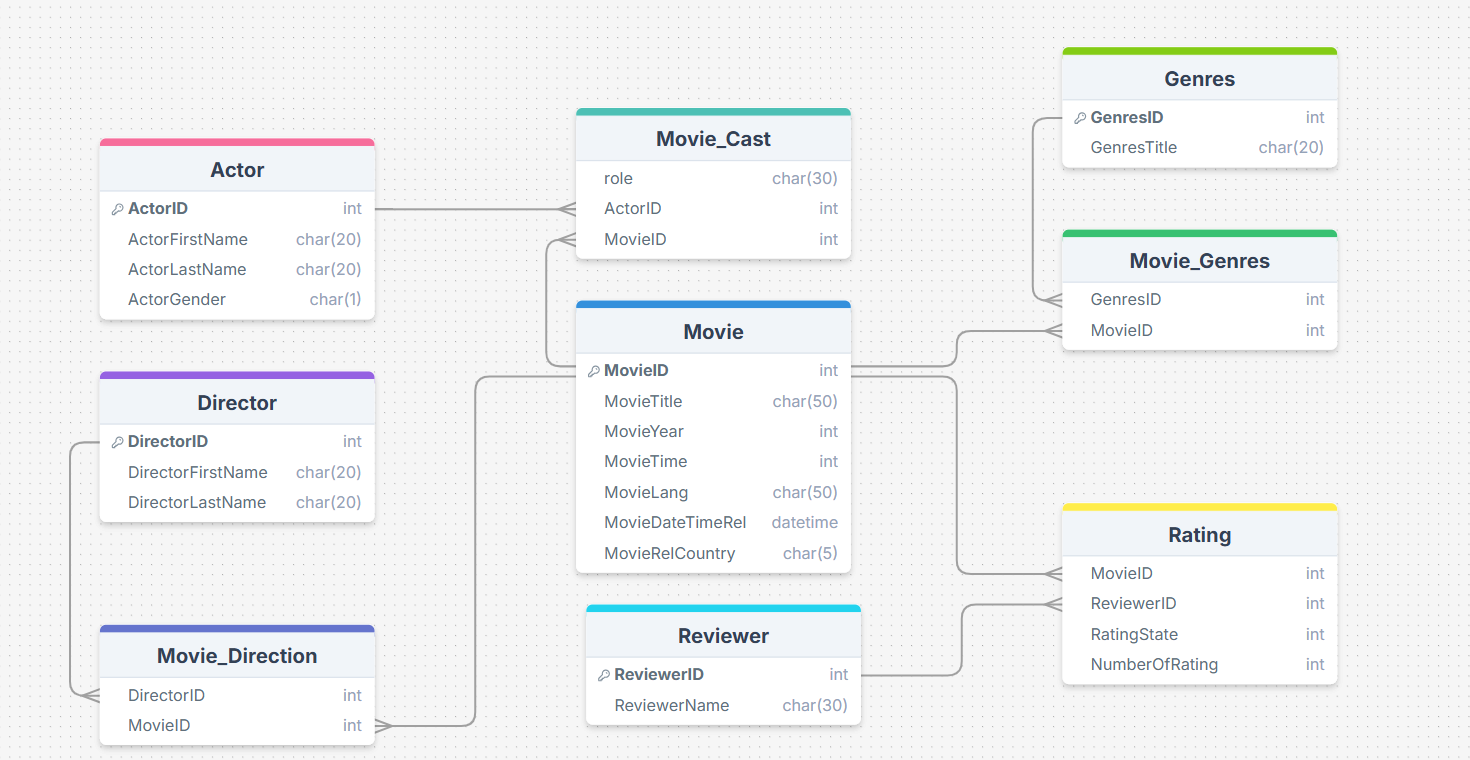 Actor
ActorID int
ActorFirstName char(20)
ActorLastName char(20)
ActorGender char(1)
Director
DirectorID int
DirectorFirstName char(20)
DirectorLastName char(20)
Movie_Direction
DirectorID int
MovieID int
Movie_Cast
role char(30)
ActorID int
MovieID int
Movie
MovieID int
MovieTitle char(50)
MovieYear int
MovieTime int
MovieLang char(50)
MovieDateTimeRel datetime
MovieRelCountry char(5)
Reviewer
ReviewerID int
ReviewerName char(30)
Genres
GenresID int
GenresTitle char(20)
Movie_Genres
GenresID int
MovieID int
Rating
MovieID int
ReviewerID int
RatingState int
NumberOfRating int